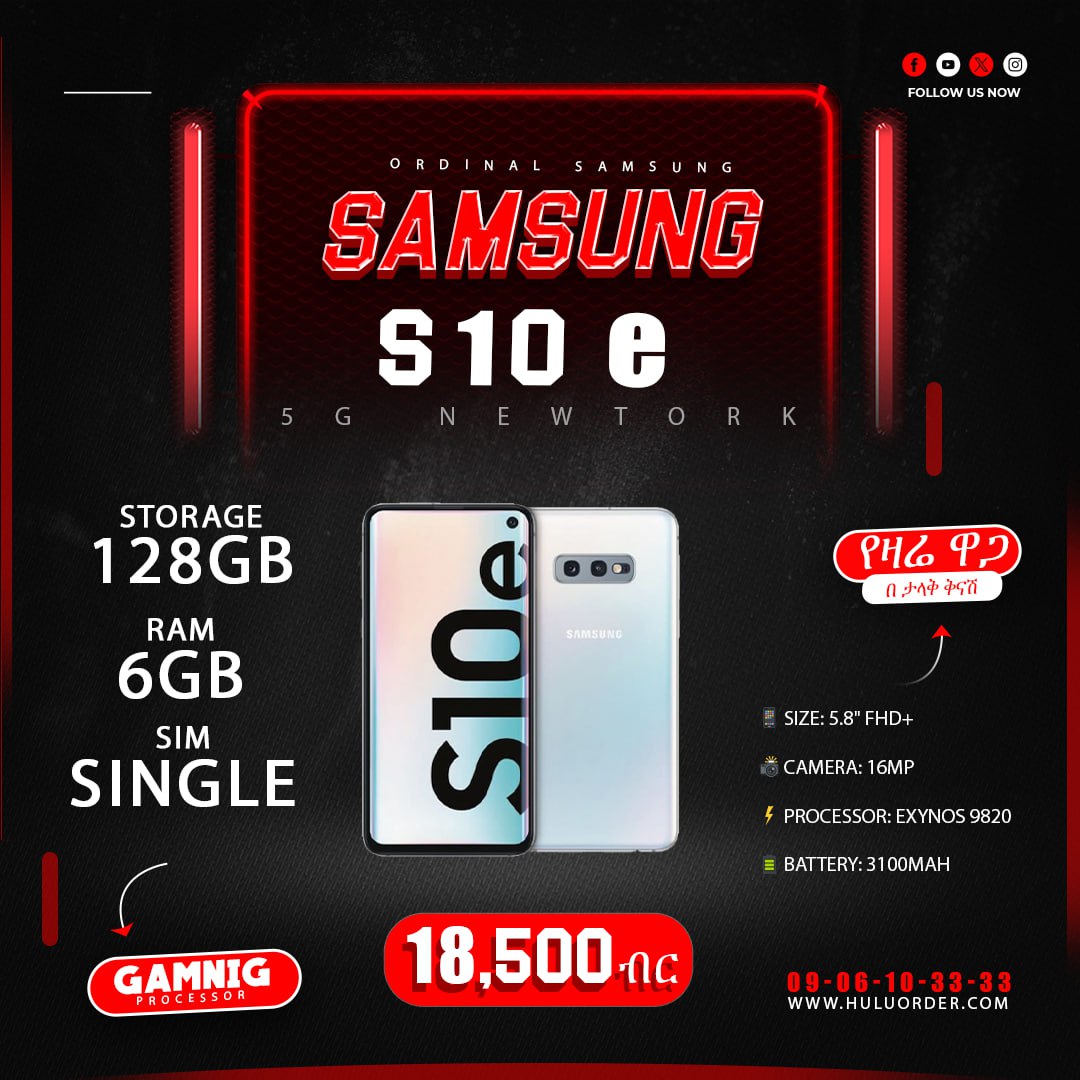 FOLLOW US NOW
ORDINAL SAMSUNG
SAMSUNG
S10 e
5G NEWTORK
STORAGE
128GB
RAM
6GB
SIM
SINGLE
S10e
SAMSUNG
የዛሬ ዋጋ
በ ታላቅ ቅናሽ
SIZE: 5.8" FHD+
CAMERA: 16MP
PROCESSOR: EXYNOS 9820
BATTERY: 3100MAH
GAMNIG
PROCESSOR
18,500 ብር
09-06-10-33-33
WWW.HULUORDER.COM